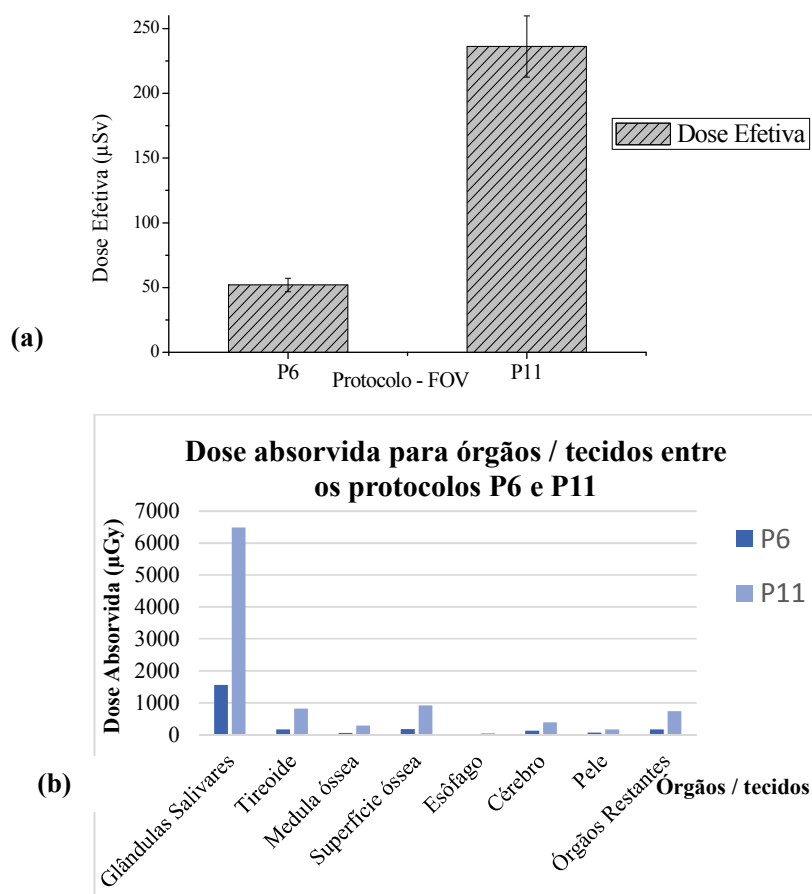 250
200
150
100
50
0
Dose Efetiva (µSv)
Dose Efetiva
P6
P11
Protocolo - FOV
(a)
Dose absorvida para órgãos / tecidos entre
os protocolos P6 e P11
7000
6000
5000
4000
3000
2000
1000
0
Dose Absorvida (µGy)
P6
P11
Glândulas Salivares
Tireoide
Medula óssea
Superfície óssea
Esôfago
Cérebro
Pele
Órgãos Restantes
Órgãos / tecidos
(b)